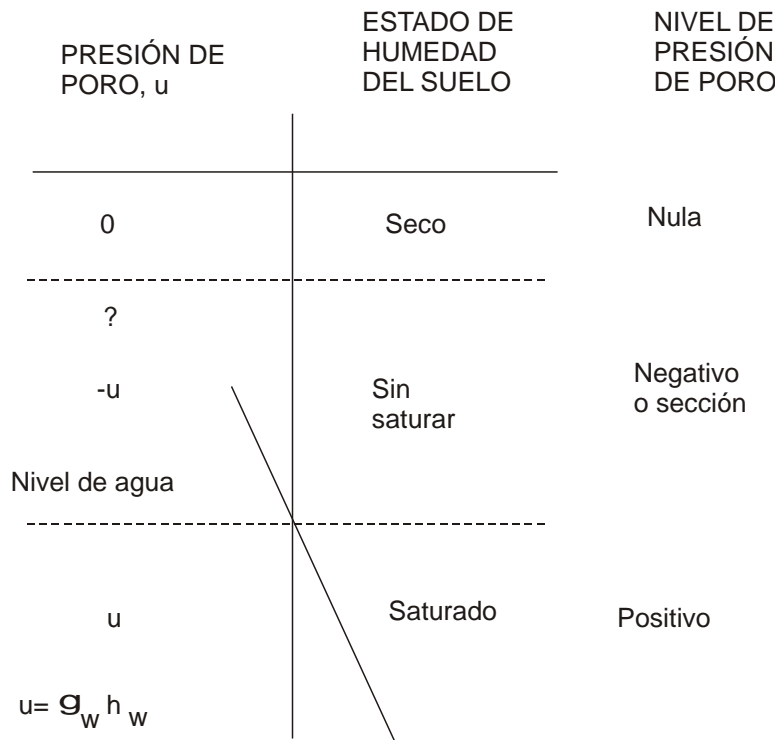 PRESIÓN DE
PORO, u
ESTADO DE
HUMEDAD
DEL SUELO
NIVEL DE
PRESIÓN
DE PORO
0
Seco
Nula
?
-u
Sin
saturar
Negativo
o sección
Nivel de agua
u
Saturado
Positivo
u= g w h w